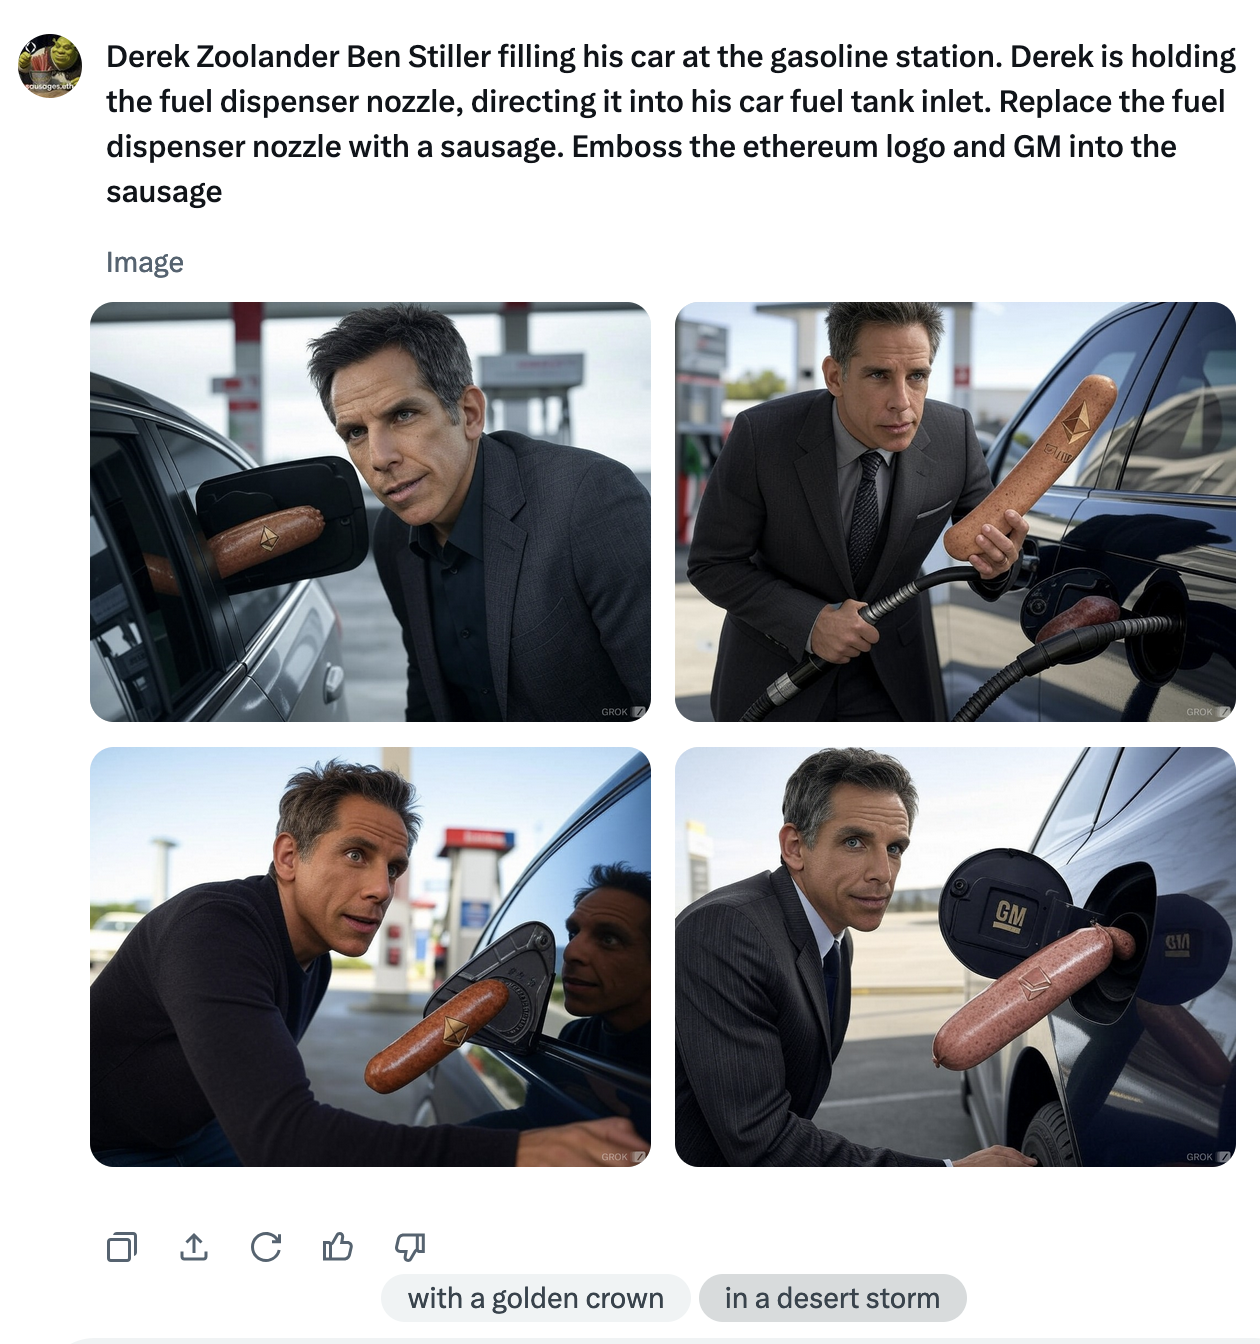 Derek Zoolander Ben Stiller filling his car at the gasoline station. Derek is holding
the fuel dispenser nozzle, directing it into his car fuel tank inlet. Replace the fuel
dispenser nozzle with a sausage. Emboss the ethereum logo and GM into the
sausage
sausages.eth
Image
GROK
GROK
GM
GROK
GROK
with a golden crown
in a desert storm